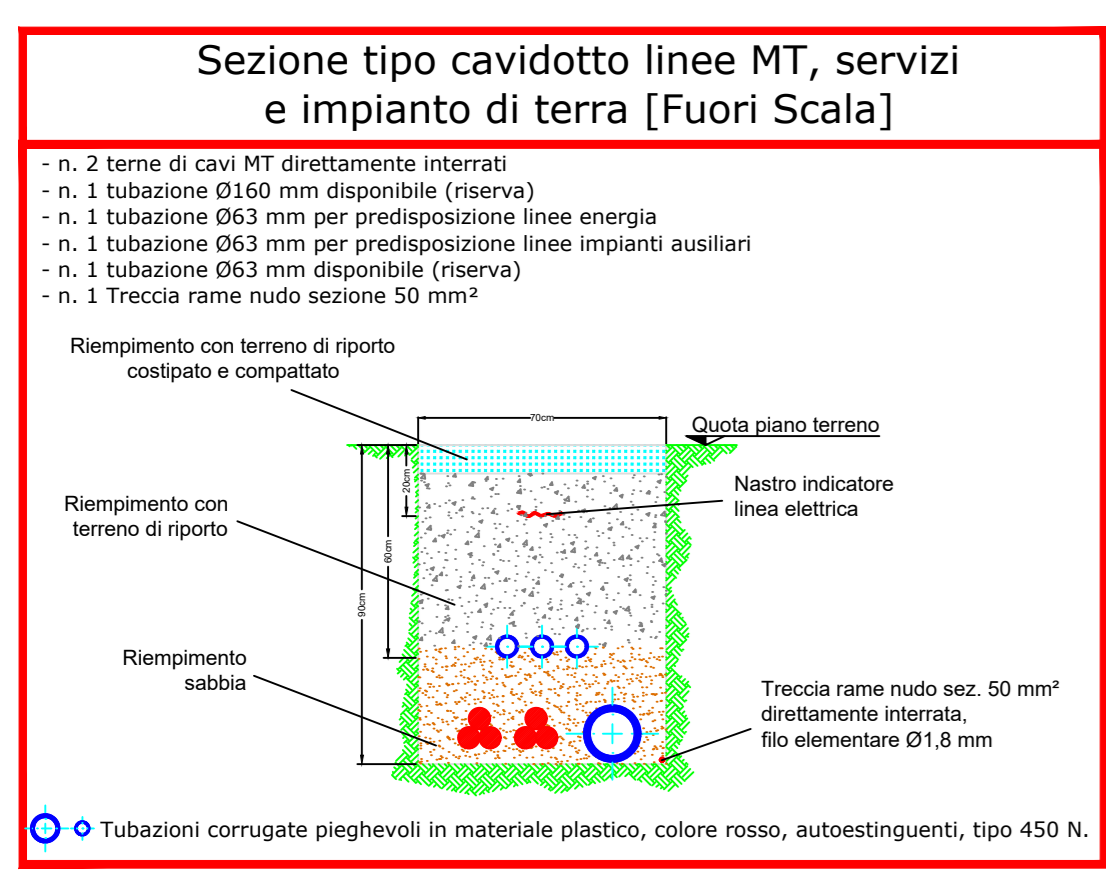 Sezione tipo cavidotto linee MT, servizi
e impianto di terra [Fuori Scala]
- n. 2 terne di cavi MT direttamente interrati
- n. 1 tubazione Ø160 mm disponibile (riserva)
- n. 1 tubazione Ø63 mm per predisposizione linee energia
- n. 1 tubazione Ø63 mm per predisposizione linee impianti ausiliari
- n. 1 tubazione Ø63 mm disponibile (riserva)
- n. 1 Treccia rame nudo sezione 50 mm²
Riempimento con terreno di riporto
costipato e compattato
70cm
Quota piano terreno
20cm
Nastro indicatore
linea elettrica
Riempimento con
terreno di riporto
60cm
90cm
Riempimento
sabbia
Treccia rame nudo sez. 50 mm²
direttamente interrata,
filo elementare Ø1,8 mm
Tubazioni corrugate pieghevoli in materiale plastico, colore rosso, autoestinguenti, tipo 450 N.